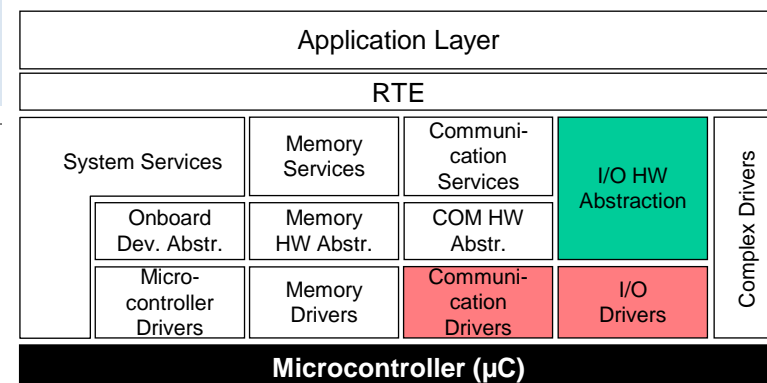 Application Layer
RTE
System Services
Memory
Services
Communi-
cation
Services
I/O HW
Abstraction
Complex Drivers
Onboard
Dev. Abstr.
Memory
HW Abstr.
COM HW
Abstr.
Micro-
controller
Drivers
Memory
Drivers
Communi-
cation
Drivers
I/O
Drivers
Microcontroller (µC)